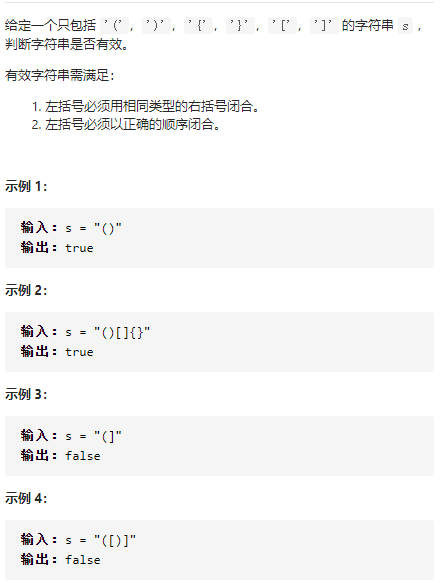 给定一个只包括 '(', ')', '{', '}', '[', ']' 的字符串 s ，
判断字符串是否有效。
有效字符串需满足：
1. 左括号必须用相同类型的右括号闭合。
2. 左括号必须以正确的顺序闭合。
示例 1：
输入：s = "()"
输出：true
示例 2：
输入：s = "()[]{}"
输出：true
示例 3：
输入：s = "(]"
输出：false
示例 4：
输入：s = "([)]"
输出：false